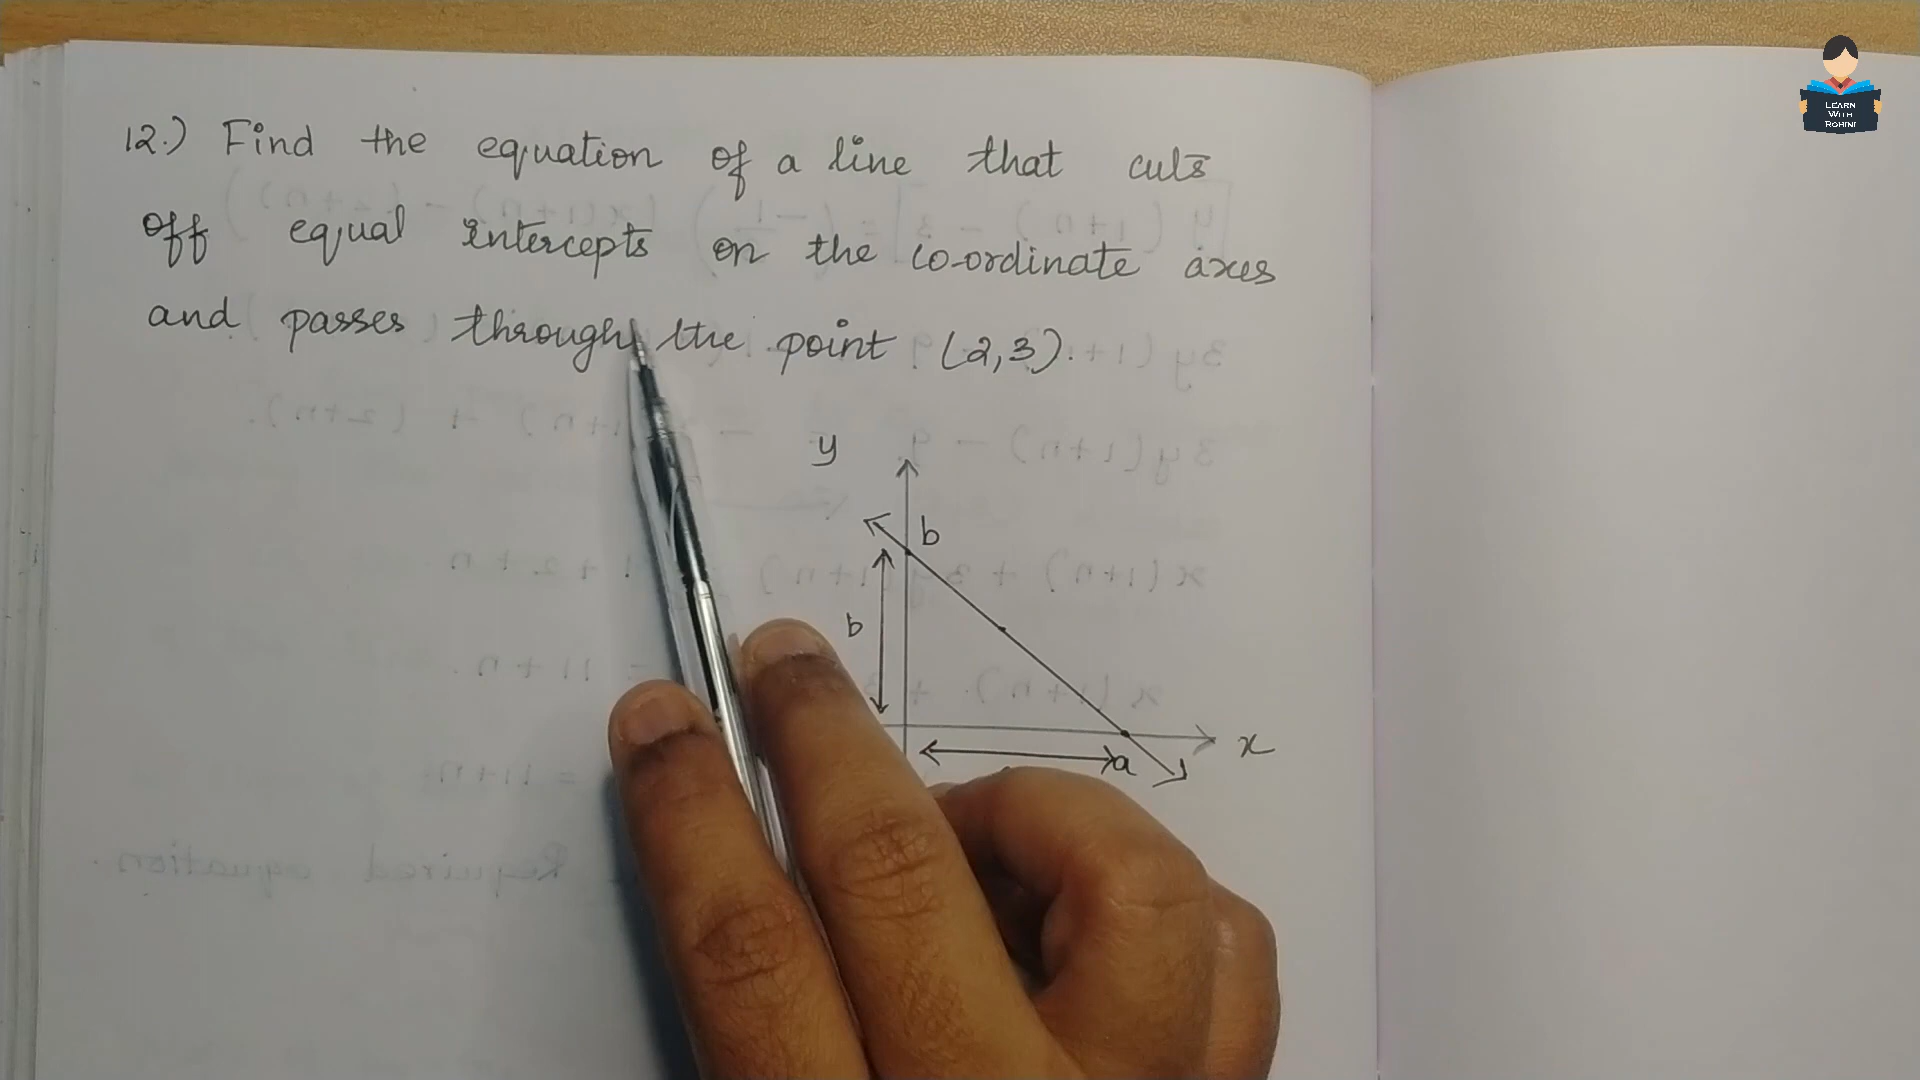 12.) Find the equation of a line that cuts
off equal intercepts on the co-ordinate axes
and passes through the point (2,3).
y
b
b
x
a
LEARN
WITH
ROHINI